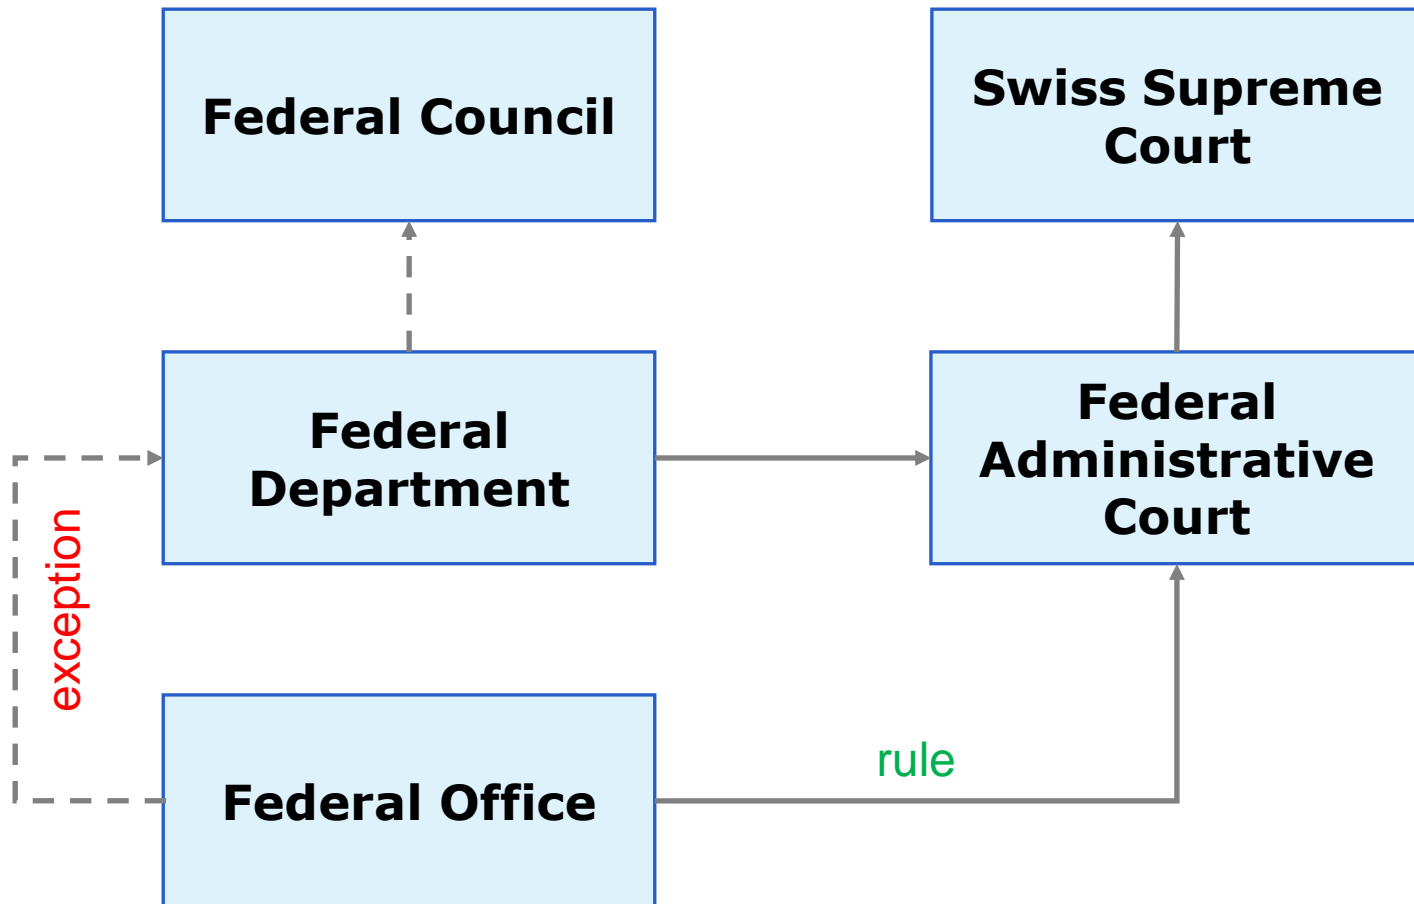 Federal Council
Swiss Supreme
Court
Federal
Department
Federal
Administrative
Court
exception
rule
Federal Office